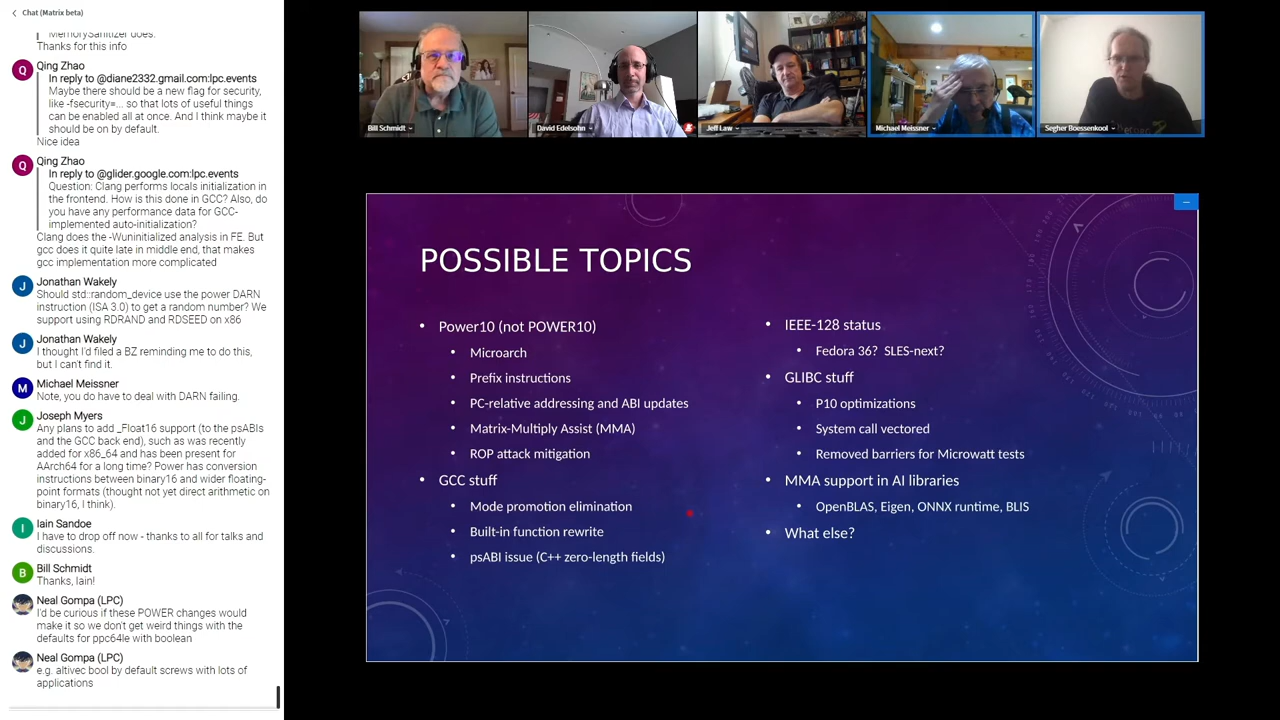 Chat (Matrix beta)
MemorySanitizer does.
Thanks for this info
Q
Qing Zhao
In reply to @diane2332.gmail.com:lpc.events
Maybe there should be a new flag for security,
like -fsecurity=... so that lots of useful things
can be enabled all at once. And I think maybe it
should be on by default.
Nice idea
Q
Qing Zhao
In reply to @glider.google.com:lpc.events
Question: Clang performs locals initialization in
the frontend. How is this done in GCC? Also, do
you have any performance data for GCC-
implemented auto-initialization?
Clang does the -Wuninitialized analysis in FE. But
gcc does it quite late in middle end, that makes
gcc implementation more complicated
J
Jonathan Wakely
Should std::random_device use the power DARN
instruction (ISA 3.0) to get a random number? We
support using RDRAND and RDSEED on x86
J
Jonathan Wakely
I thought I'd filed a BZ reminding me to do this,
but I can't find it.
M
Michael Meissner
Note, you do have to deal with DARN failing.
J
Joseph Myers
Any plans to add _Float16 support (to the psABIs
and the GCC back end), such as was recently
added for x86_64 and has been present for
AArch64 for a long time? Power has conversion
instructions between binary16 and wider floating-
point formats (thought not yet direct arithmetic on
binary16, I think).
I
Iain Sandoe
I have to drop off now - thanks to all for talks and
discussions.
B
Bill Schmidt
Thanks, Iain!
Neal Gompa (LPC)
I'd be curious if these POWER changes would
make it so we don't get weird things with the
defaults for ppc64le with boolean
Neal Gompa (LPC)
e.g. altivec bool by default screws with lots of
applications
Bill Schmidt
David Edelsohn
Jeff Law
Michael Meissner
Segher Boessenkool
POSSIBLE TOPICS
• Power10 (not POWER10)
• Microarch
• Prefix instructions
• PC-relative addressing and ABI updates
• Matrix-Multiply Assist (MMA)
• ROP attack mitigation
• GCC stuff
• Mode promotion elimination
• Built-in function rewrite
• psABI issue (C++ zero-length fields)
• IEEE-128 status
• Fedora 36? SLES-next?
• GLIBC stuff
• P10 optimizations
• System call vectored
• Removed barriers for Microwatt tests
• MMA support in AI libraries
• OpenBLAS, Eigen, ONNX runtime, BLIS
• What else?